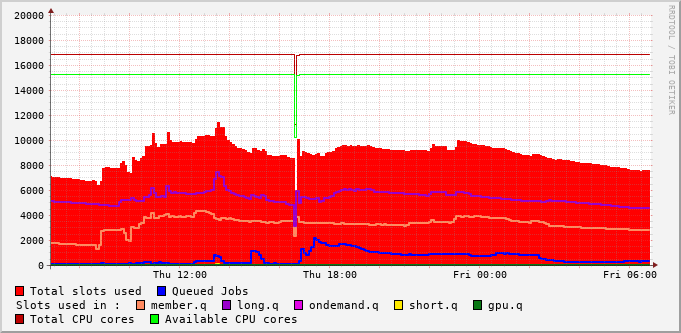 20000
18000
16000
14000
12000
10000
8000
6000
4000
2000
0
Thu 12:00 Thu 18:00 Fri 00:00 Fri 06:00
RRDTOOL / TOBI OETIKER
Total slots used Queued Jobs
Slots used in : member.q long.q ondemand.q short.q gpu.q
Total CPU cores Available CPU cores